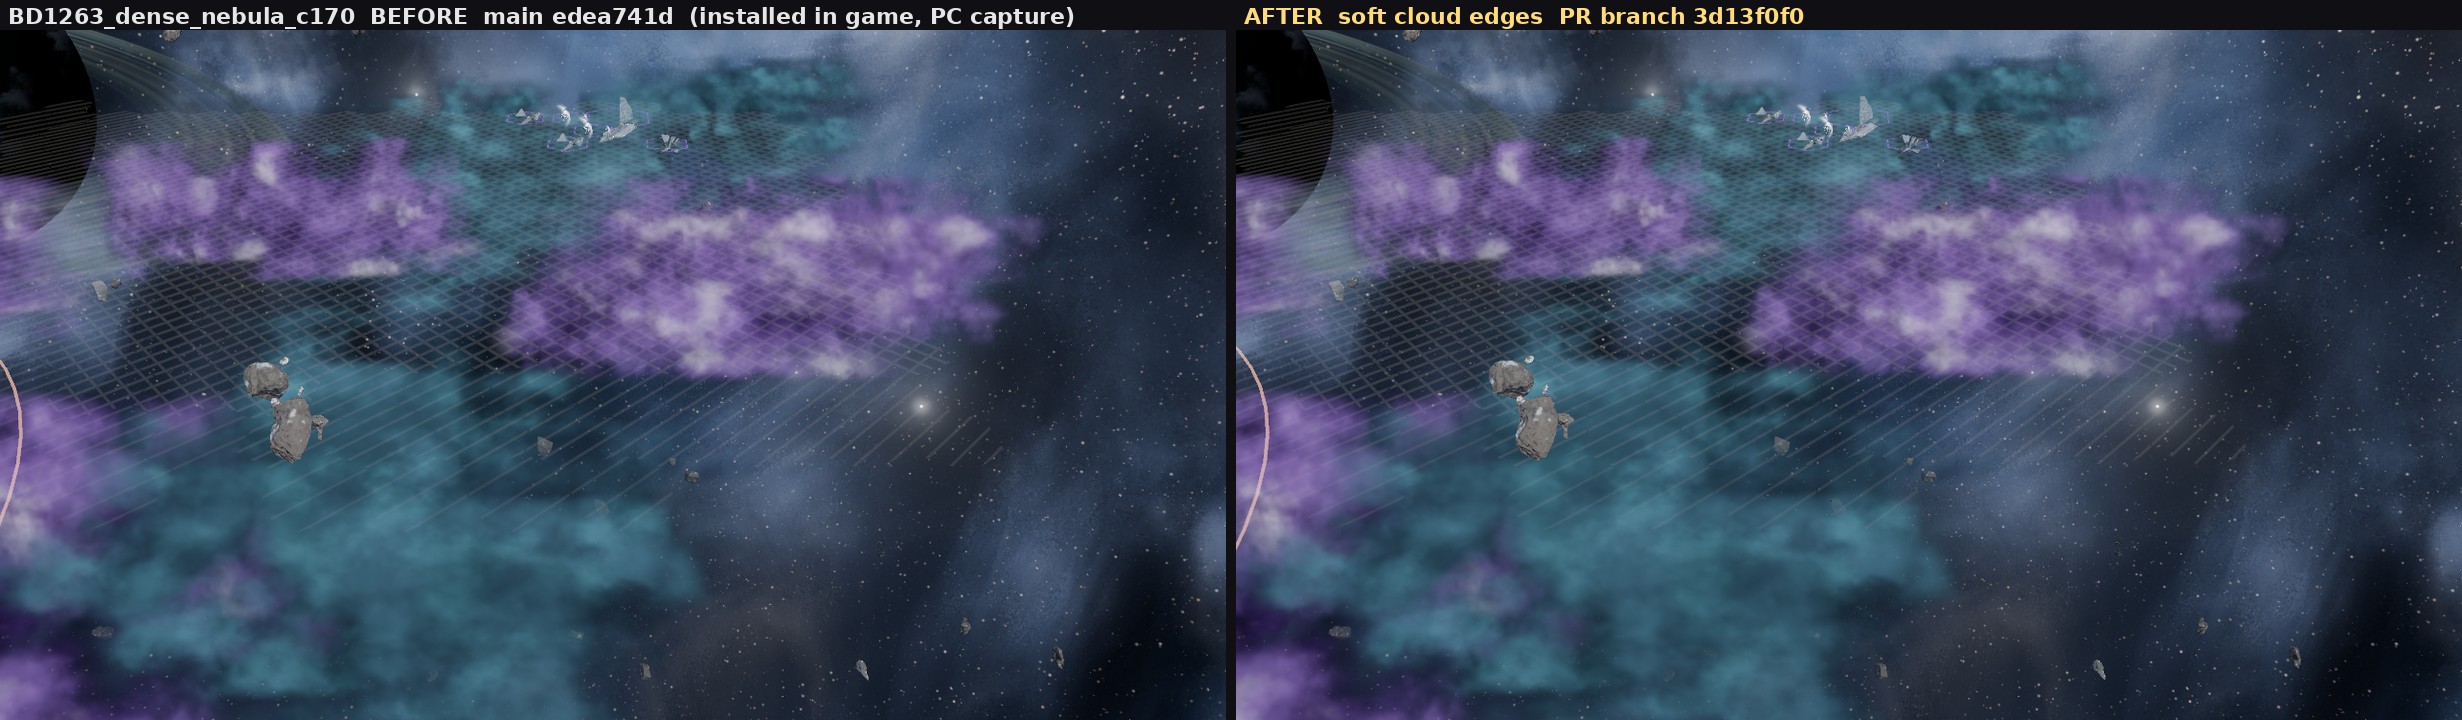 BD1263_dense_nebula_c170 BEFORE main edea741d (installed in game, PC capture)
AFTER soft cloud edges PR branch 3d13f0f0